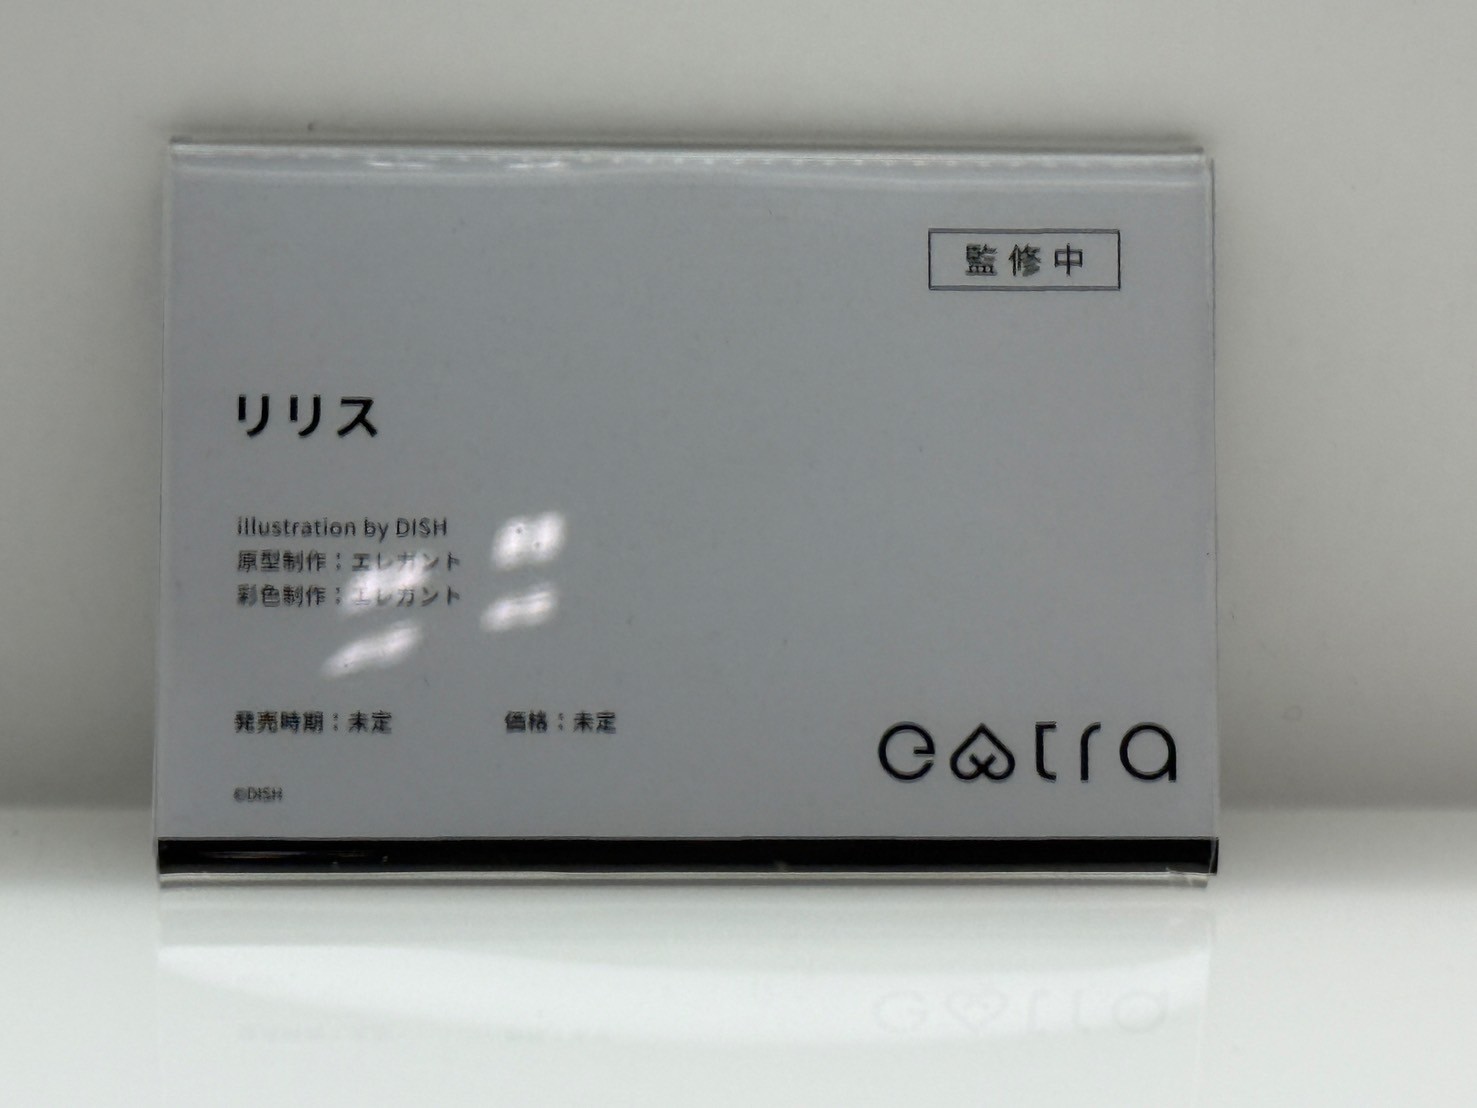 監修中
リリス
illustration by DISH
原型制作：エレガント
彩色制作：エレガント
発売時期：未定 価格：未定
©DISH
extra